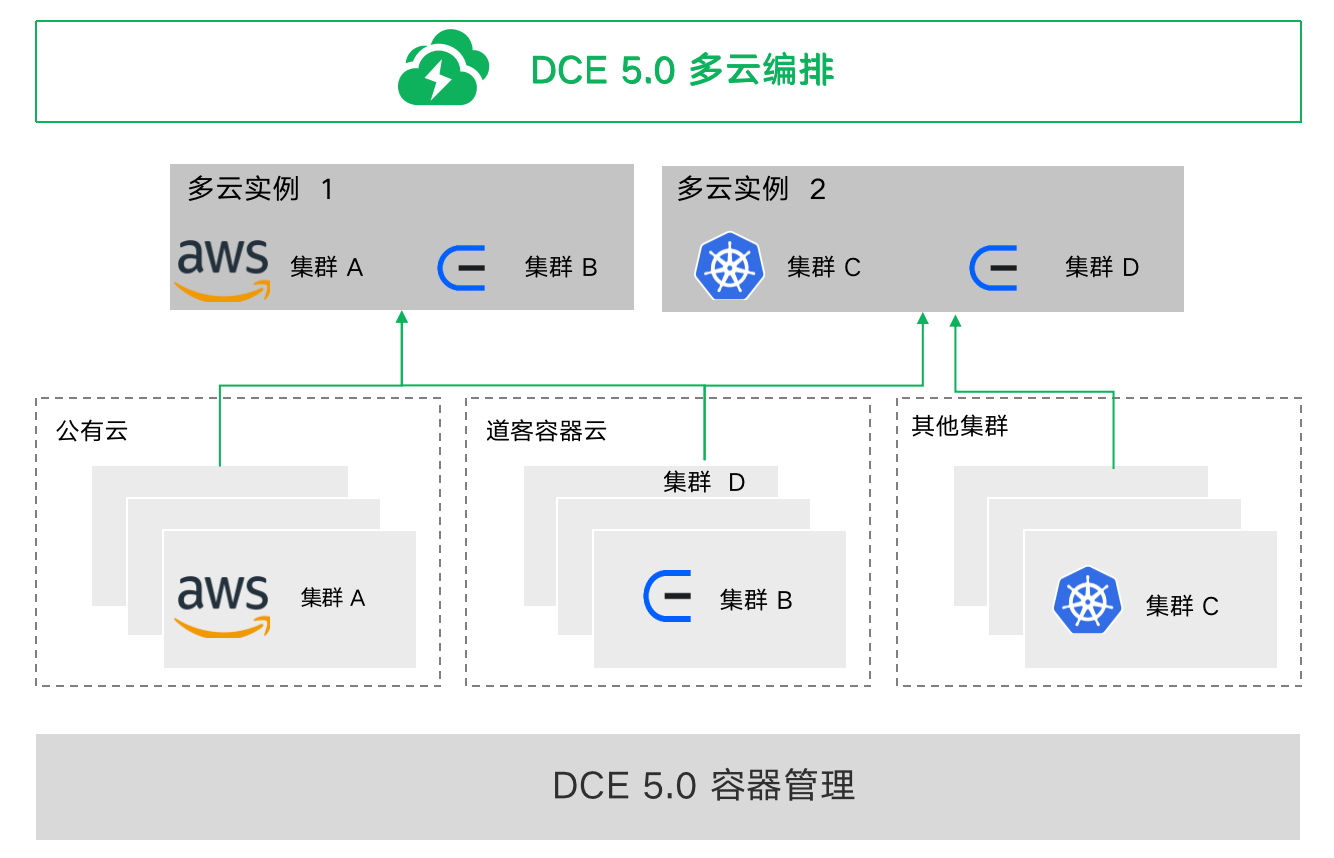 DCE 5.0 多云编排
多云实例 1
多云实例 2
aws
集群 A
集群 B
集群 C
集群 D
公有云
道客容器云
其他集群
集群 D
aws
集群 A
集群 B
集群 C
DCE 5.0 容器管理